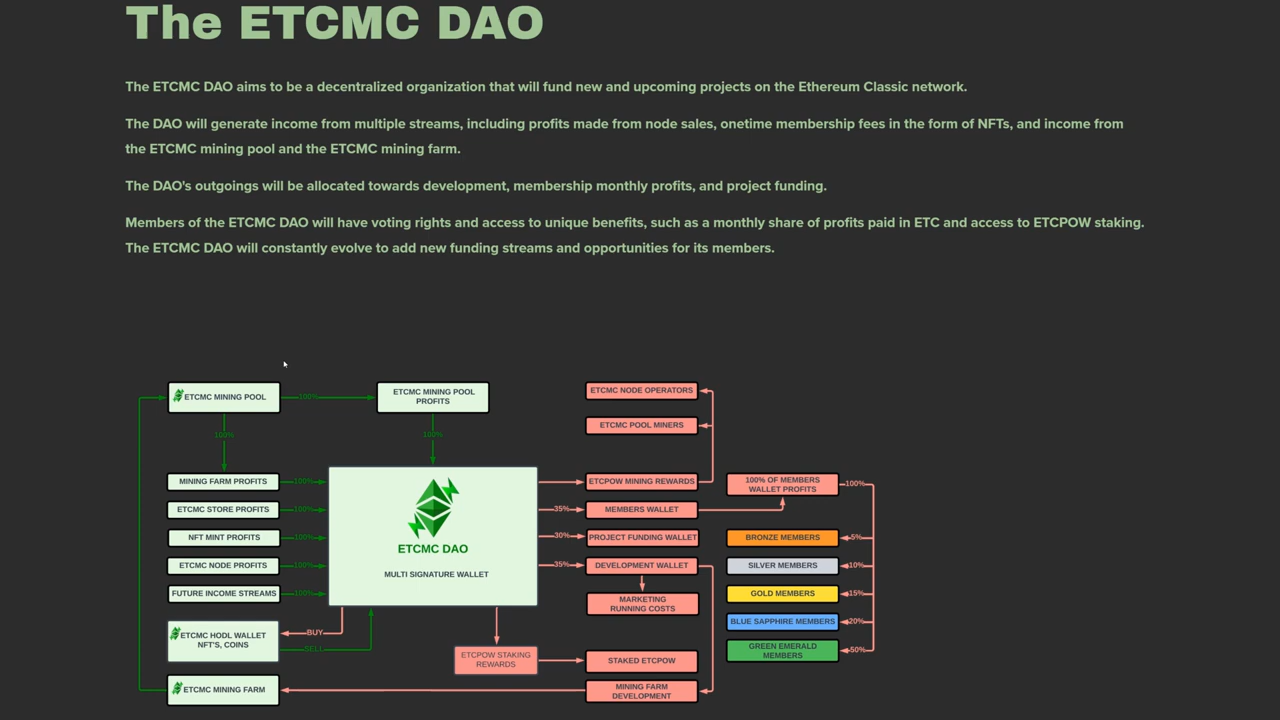 The ETCMC DAO
The ETCMC DAO aims to be a decentralized organization that will fund new and upcoming projects on the Ethereum Classic network.
The DAO will generate income from multiple streams, including profits made from node sales, onetime membership fees in the form of NFTs, and income from
the ETCMC mining pool and the ETCMC mining farm.
The DAO's outgoings will be allocated towards development, membership monthly profits, and project funding.
Members of the ETCMC DAO will have voting rights and access to unique benefits, such as a monthly share of profits paid in ETC and access to ETCPOW staking.
The ETCMC DAO will constantly evolve to add new funding streams and opportunities for its members.
ETCMC MINING POOL
100%
ETCMC MINING POOL
PROFITS
100%
100%
MINING FARM PROFITS
100%
ETCMC STORE PROFITS
100%
NFT MINT PROFITS
100%
ETCMC NODE PROFITS
100%
FUTURE INCOME STREAMS
100%
ETCMC HODL WALLET
NFT'S, COINS
BUY
SELL
ETCMC MINING FARM
ETCMC DAO
MULTI SIGNATURE WALLET
ETCMC NODE OPERATORS
ETCMC POOL MINERS
ETCPOW MINING REWARDS
35%
MEMBERS WALLET
30%
PROJECT FUNDING WALLET
35%
DEVELOPMENT WALLET
MARKETING
RUNNING COSTS
ETCPOW STAKING
REWARDS
STAKED ETCPOW
MINING FARM
DEVELOPMENT
100% OF MEMBERS
WALLET PROFITS
100%
BRONZE MEMBERS
5%
SILVER MEMBERS
10%
GOLD MEMBERS
15%
BLUE SAPPHIRE MEMBERS
20%
GREEN EMERALD
MEMBERS
50%